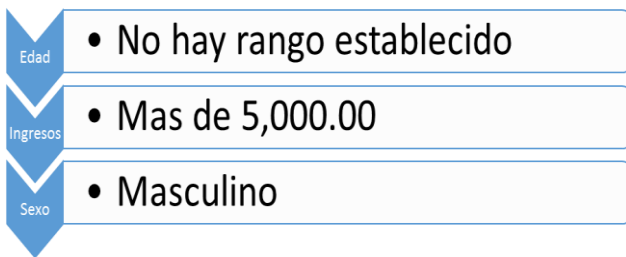 Edad
• No hay rango establecido
Ingresos
• Mas de 5,000.00
Sexo
• Masculino